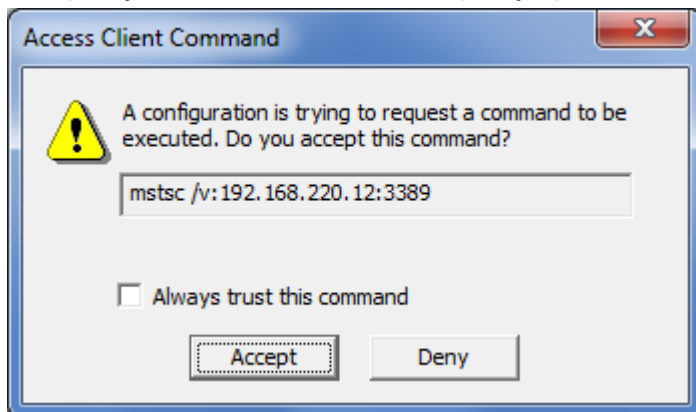 Access Client Command
A configuration is trying to request a command to be
executed. Do you accept this command?
mstsc /v:192.168.220.12:3389
Always trust this command
Accept
Deny